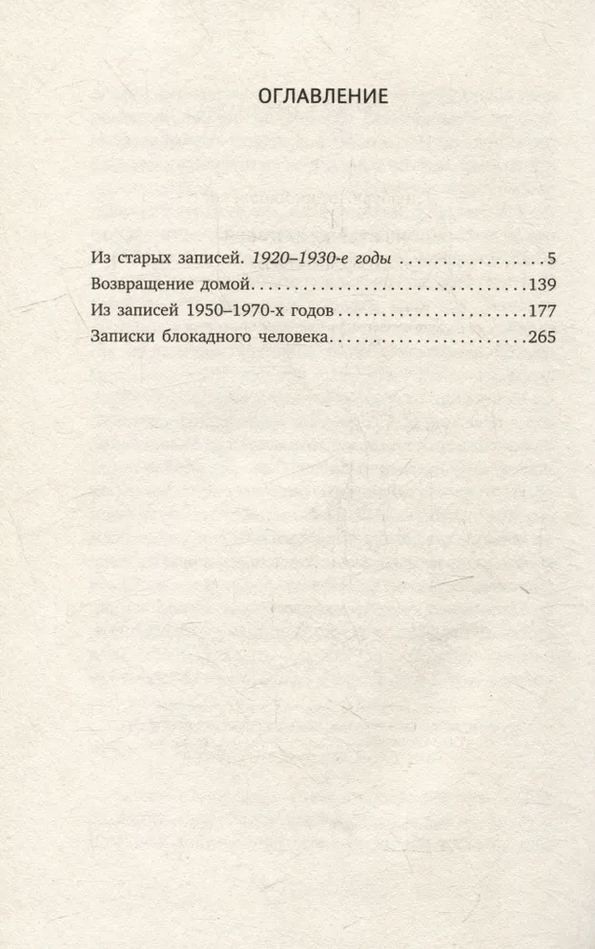 ОГЛАВЛЕНИЕ
Из старых записей. 1920–1930-е годы . . . . . . . . . . . . . . . . . 5
Возвращение домой. . . . . . . . . . . . . . . . . . . . . . . . . . . . . . . . 139
Из записей 1950–1970-х годов . . . . . . . . . . . . . . . . . . . . . . 177
Записки блокадного человека. . . . . . . . . . . . . . . . . . . . . . . 265